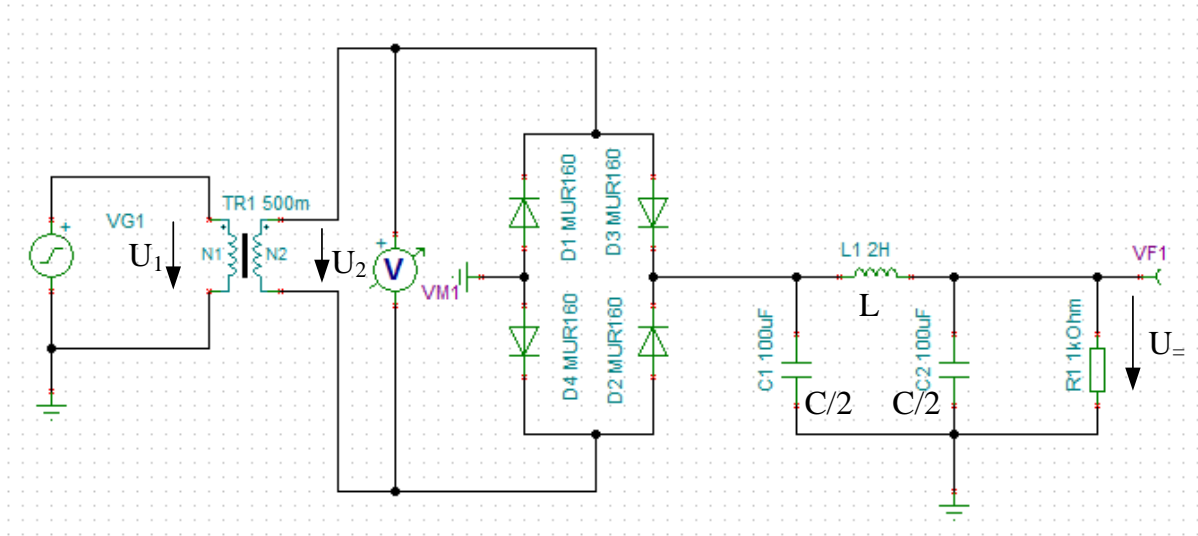 VG1
U1
TR1 500m
N1
N2
U2
+
V
VM1
D1 MUR160
D3 MUR160
D4 MUR160
D2 MUR160
C1 100uF
C/2
L1 2H
L
C2 100uF
C/2
R1 1kOhm
VF1
U=
+